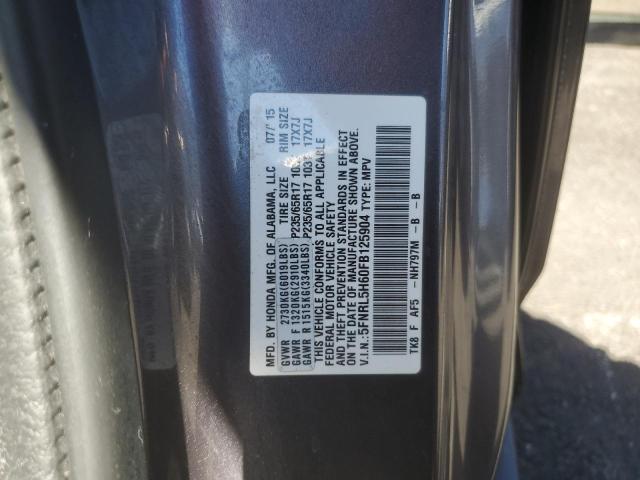 MFD. BY HONDA MFG. OF ALABAMA, LLC 07/'15
GVWR 2730KG(6019LBS) TIRE SIZE RIM SIZE
GAWR F 1320KG(2910LBS) P235/65R17 17X7J
GAWR R 1515KG(3340LBS) P235/65R17 103T 17X7J
THIS VEHICLE CONFORMS TO ALL APPLICABLE
FEDERAL MOTOR VEHICLE SAFETY
AND THEFT PREVENTION STANDARDS IN EFFECT
ON THE DATE OF MANUFACTURE SHOWN ABOVE.
V.I.N.: 5FNRL5H60FB125904 TYPE: MPV
TK8 F AF5 - NH797M - B - B